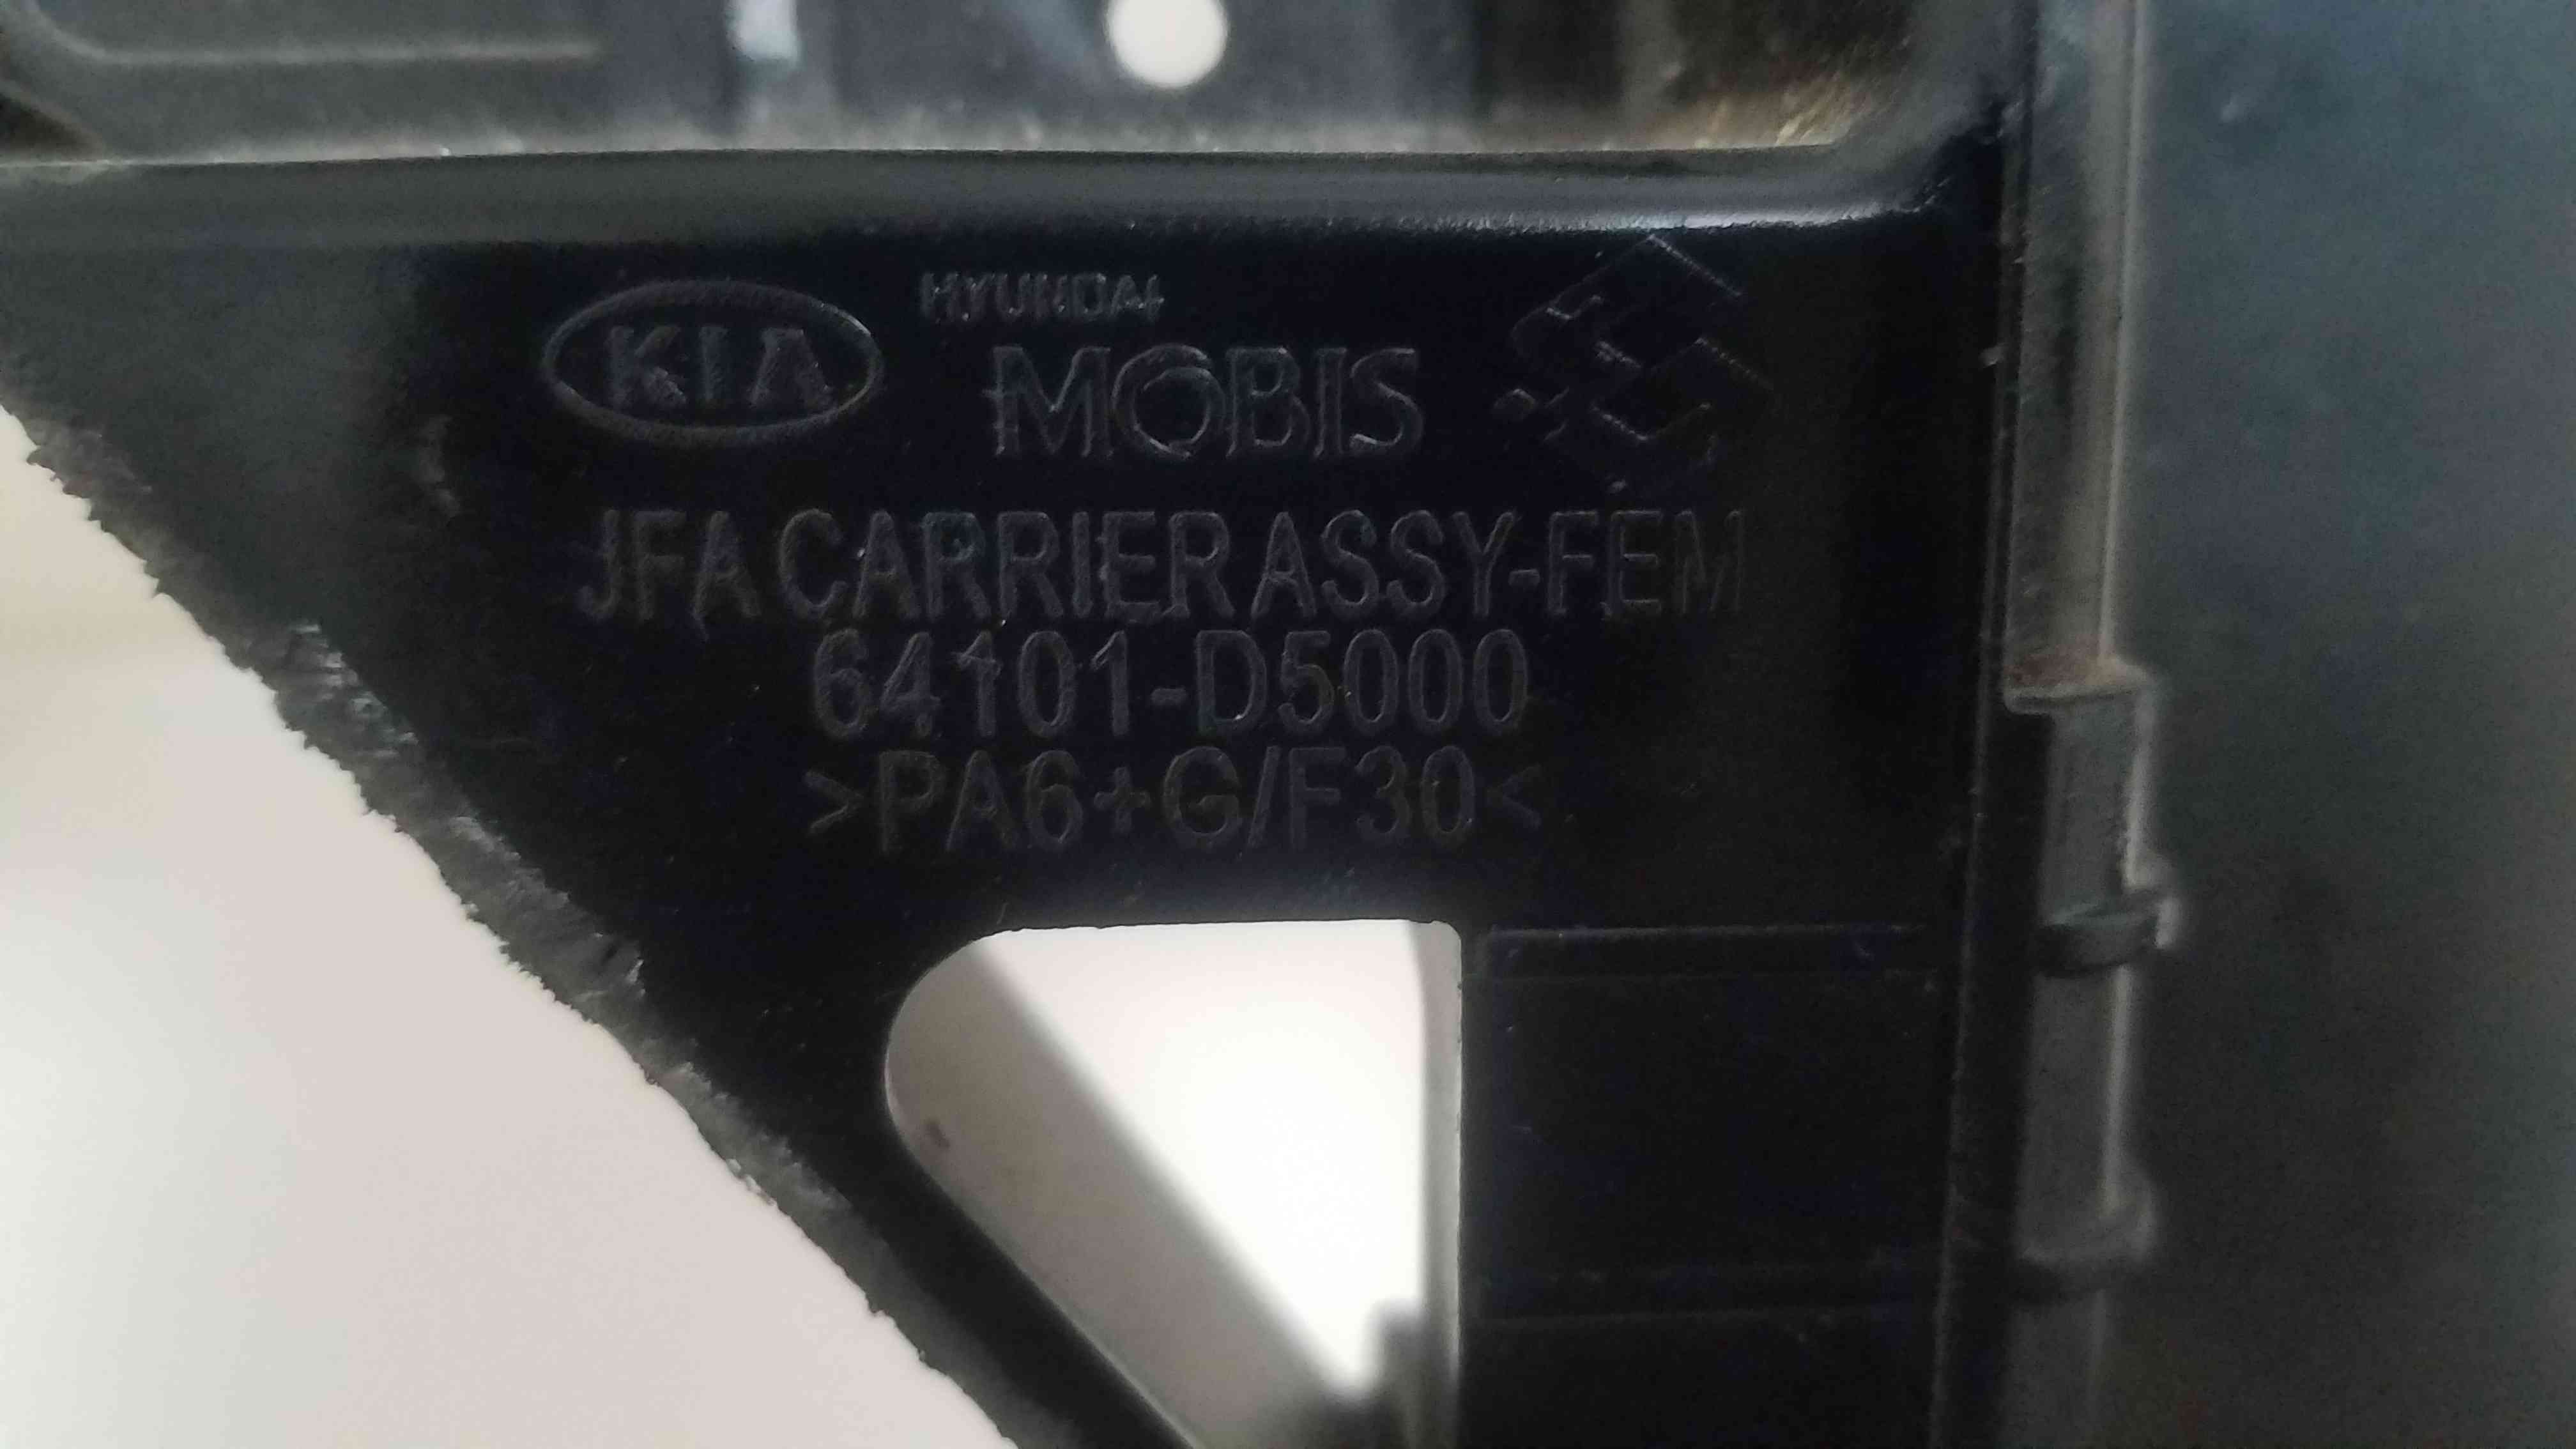 KIA
HYUNDAI
MOBIS
JFA CARRIER ASSY-FEM
64101-D5000
>PA6+G/F30<